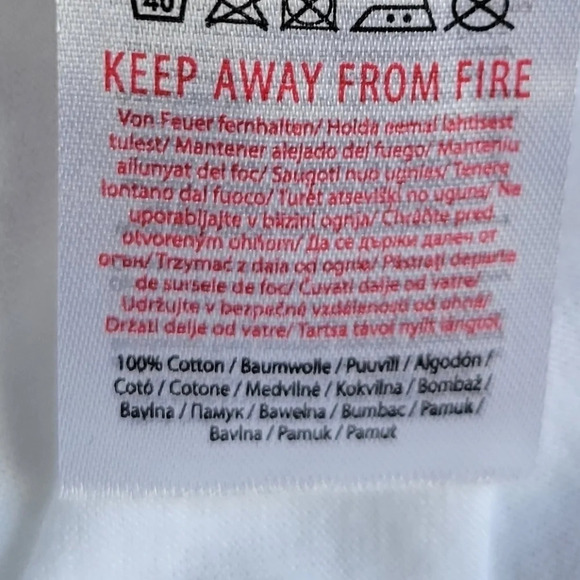 40
KEEP AWAY FROM FIRE
Von Feuer fernhalten/ Holda eemal lahtisest
tulest/ Mantener alejado del fuego/ Manteniu
allunyat del foc/ Saugoti nuo ugnies/ Tenere
lontano dal fuoco/ Turēt atsevišķi no uguns/ Ne
uporabljajte v bližini ognja/ Chráňte pred
otvoreným ohňom/ Да се държи далеч от
огън/ Trzymać z dala od ognia/ Păstraţi departe
de sursele de foc/ Čuvati dalje od vatre/
Udržujte v bezpečné vzdálenosti od ohně/
Držati dalje od vatre/ Tartsa távol nyílt lángtól
100% Cotton / Baumwolle / Puuvill / Algodón /
Cotó / Cotone / Medvilnė / Kokvilna / Bombaž /
Bavlna / Памук / Bawełna / Bumbac / Pamuk /
Bavlna / Pamuk / Pamut